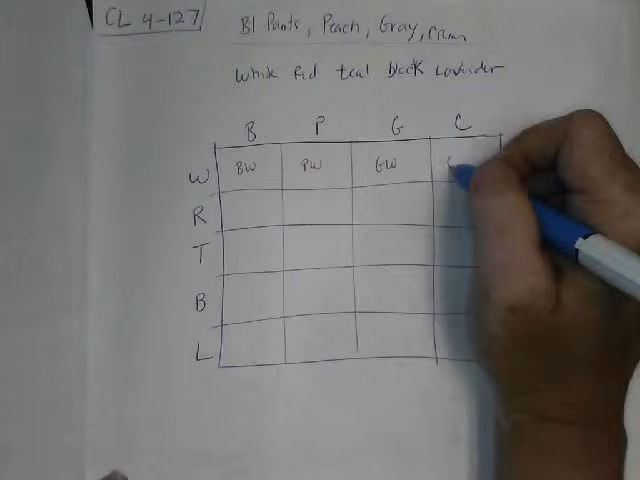 CL 4-127
Bl Pants, Peach, Gray, Cream
White Red teal black Lavender
B P G C
W BW PW GW
R
T
B
L